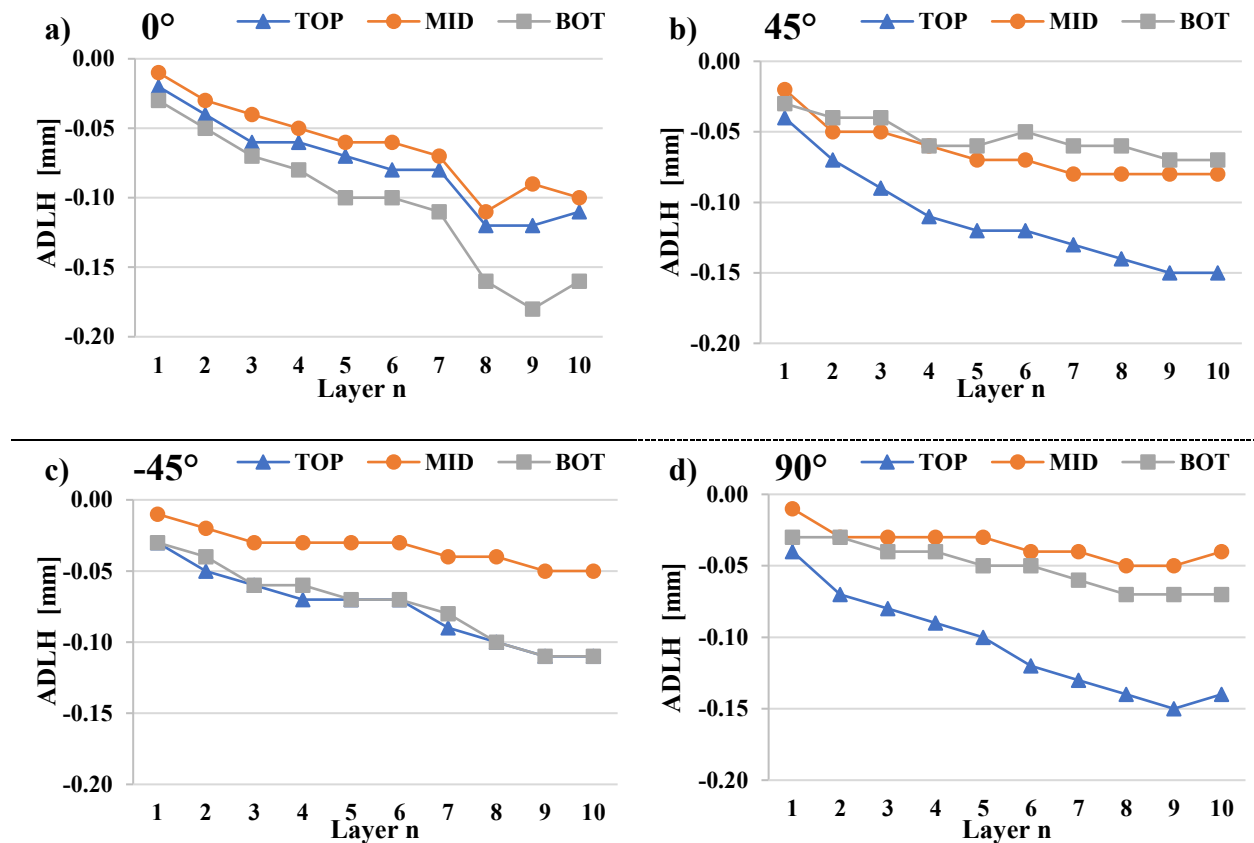 a) 0° TOP MID BOT
0.00
-0.05
-0.10
-0.15
-0.20
ADLH [mm]
1 2 3 4 5 6 7 8 9 10
Layer n
b) 45° TOP MID BOT
0.00
-0.05
-0.10
-0.15
-0.20
ADLH [mm]
1 2 3 4 5 6 7 8 9 10
Layer n
c) -45° TOP MID BOT
0.00
-0.05
-0.10
-0.15
-0.20
ADLH [mm]
1 2 3 4 5 6 7 8 9 10
Layer n
d) 90° TOP MID BOT
0.00
-0.05
-0.10
-0.15
-0.20
ADLH [mm]
1 2 3 4 5 6 7 8 9 10
Layer n